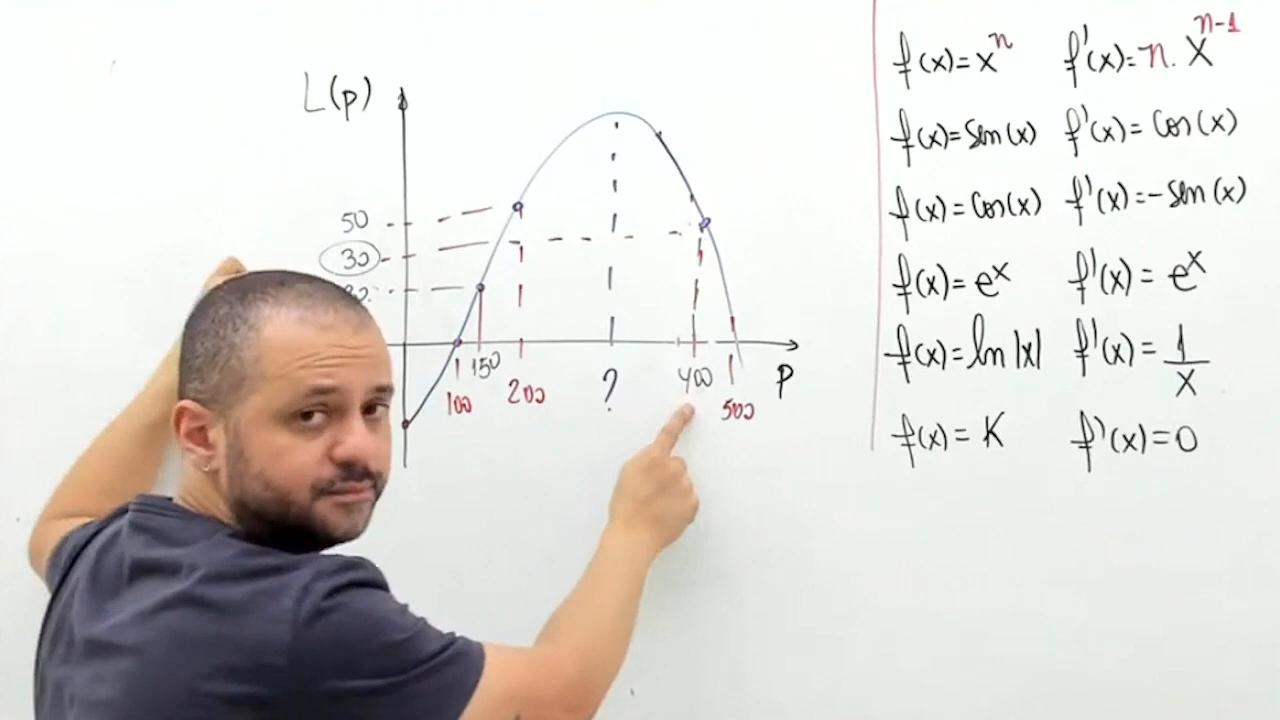 L(p)
50
30
150
400
p
100
200
?
500
f(x)=x^n f'(x)=n.x^{n-1}
f(x)=Sen(x) f'(x)=Cos(x)
f(x)=Cos(x) f'(x)=-Sen(x)
f(x)=e^x f'(x)=e^x
f(x)=ln|x| f'(x)=1/x
f(x)=K f'(x)=0